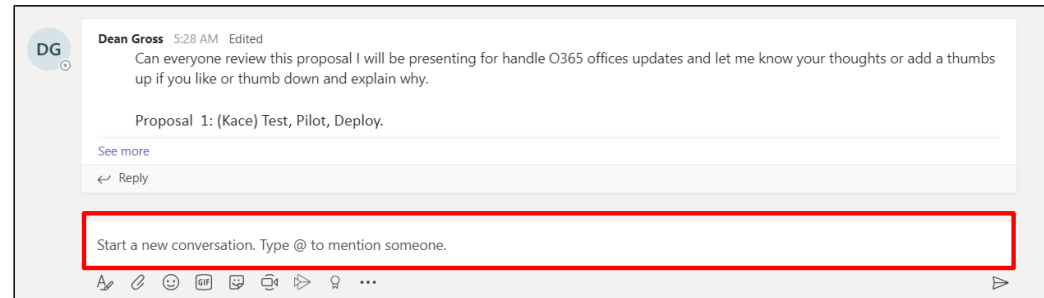 DG
Dean Gross 5:28 AM Edited
Can everyone review this proposal I will be presenting for handle O365 offices updates and let me know your thoughts or add a thumbs
up if you like or thumb down and explain why.
Proposal 1: (Kace) Test, Pilot, Deploy.
See more
Reply
Start a new conversation. Type @ to mention someone.
GIF